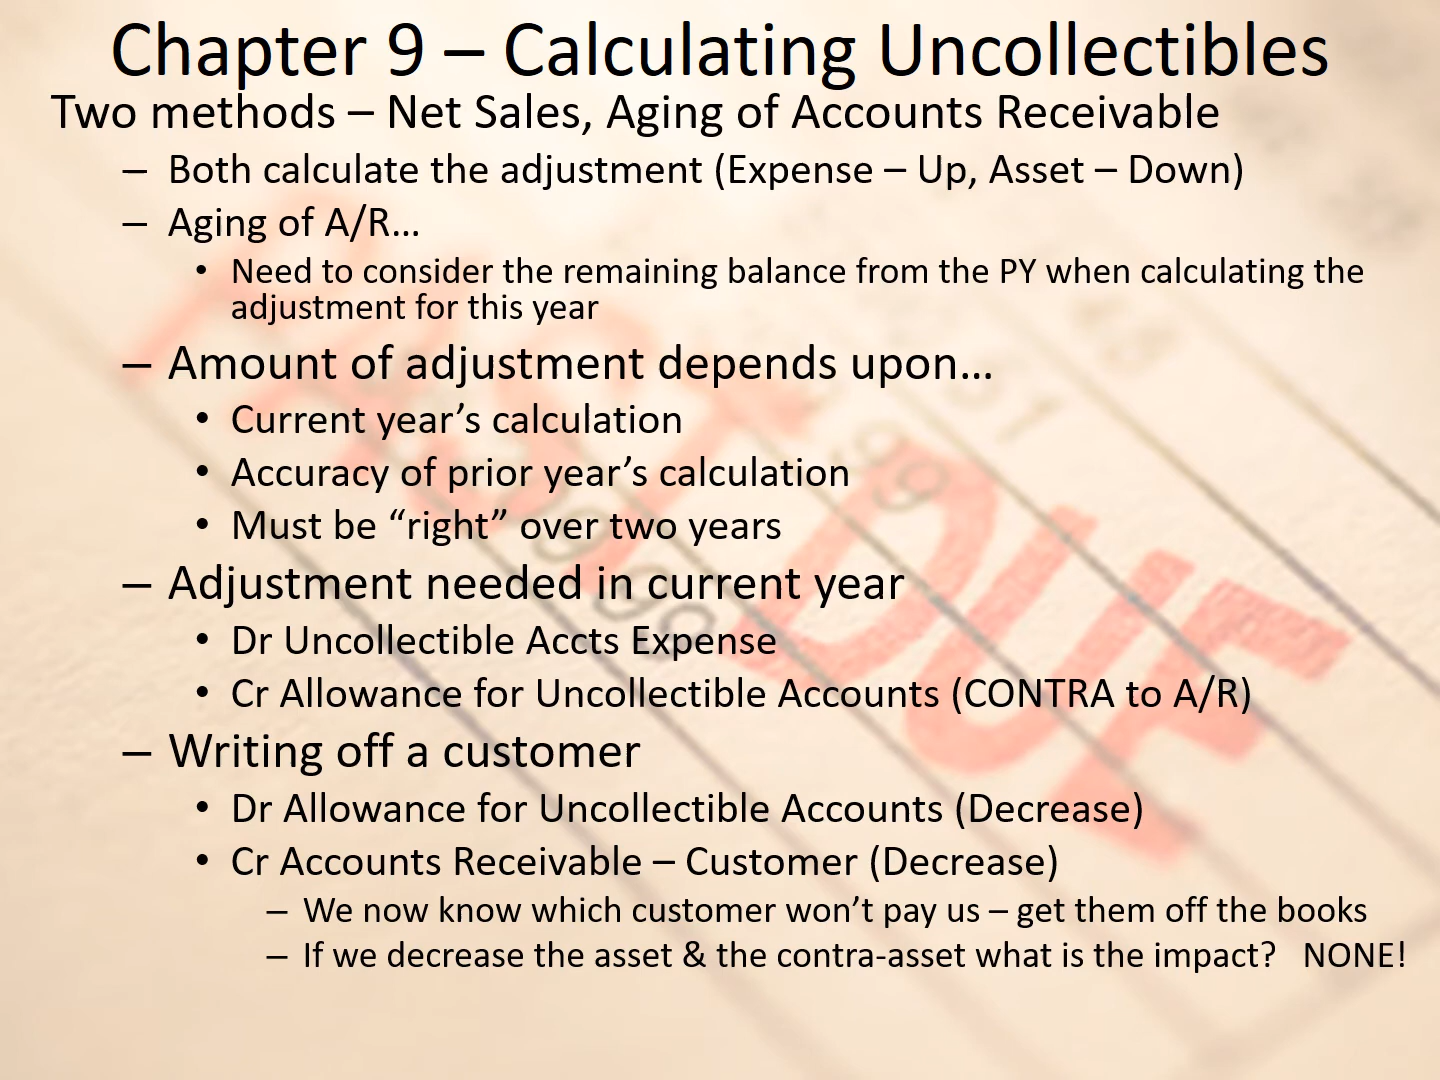 Chapter 9 – Calculating Uncollectibles
Two methods – Net Sales, Aging of Accounts Receivable
– Both calculate the adjustment (Expense – Up, Asset – Down)
– Aging of A/R…
• Need to consider the remaining balance from the PY when calculating the
adjustment for this year
– Amount of adjustment depends upon…
• Current year’s calculation
• Accuracy of prior year’s calculation
• Must be “right” over two years
– Adjustment needed in current year
• Dr Uncollectible Accts Expense
• Cr Allowance for Uncollectible Accounts (CONTRA to A/R)
– Writing off a customer
• Dr Allowance for Uncollectible Accounts (Decrease)
• Cr Accounts Receivable – Customer (Decrease)
– We now know which customer won’t pay us – get them off the books
– If we decrease the asset & the contra-asset what is the impact? NONE!
PAST DUE